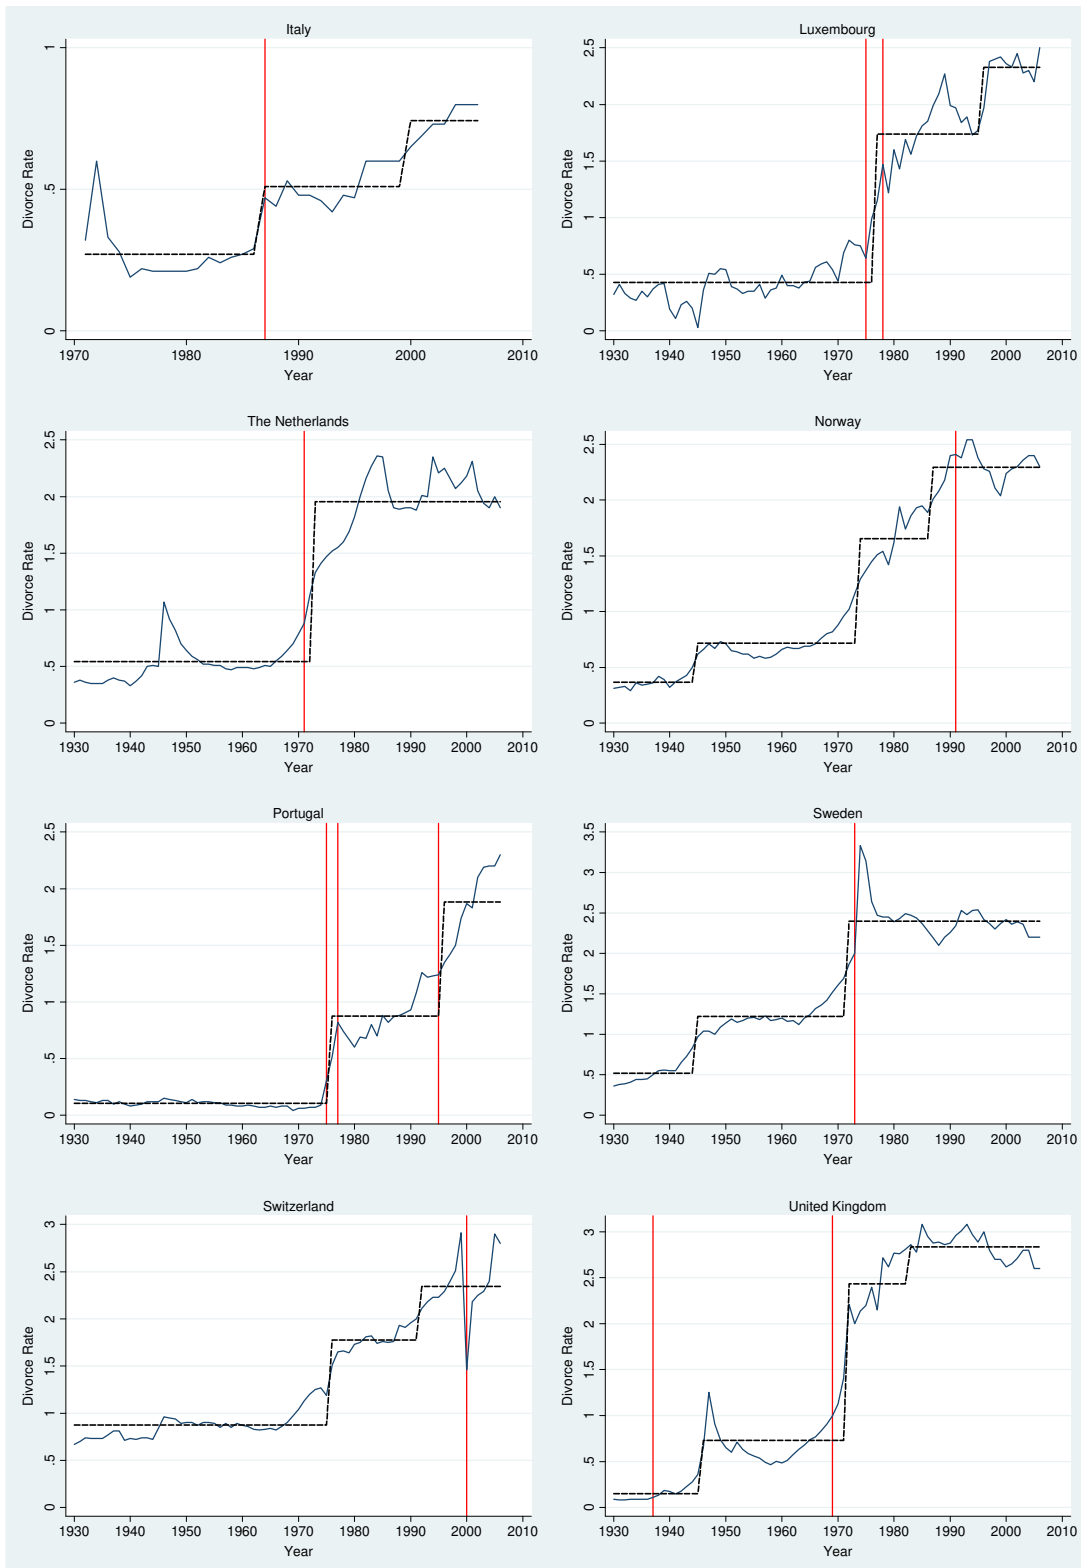 Italy
Divorce Rate
0 .5 1
1970 1980 1990 2000 2010
Year
Luxembourg
Divorce Rate
0 .5 1 1.5 2 2.5
1930 1940 1950 1960 1970 1980 1990 2000 2010
Year
The Netherlands
Divorce Rate
0 .5 1 1.5 2 2.5
1930 1940 1950 1960 1970 1980 1990 2000 2010
Year
Norway
Divorce Rate
0 .5 1 1.5 2 2.5
1930 1940 1950 1960 1970 1980 1990 2000 2010
Year
Portugal
Divorce Rate
0 .5 1 1.5 2 2.5
1930 1940 1950 1960 1970 1980 1990 2000 2010
Year
Sweden
Divorce Rate
0 .5 1 1.5 2 2.5 3 3.5
1930 1940 1950 1960 1970 1980 1990 2000 2010
Year
Switzerland
Divorce Rate
0 .5 1 1.5 2 2.5 3
1930 1940 1950 1960 1970 1980 1990 2000 2010
Year
United Kingdom
Divorce Rate
0 .5 1 1.5 2 2.5 3
1930 1940 1950 1960 1970 1980 1990 2000 2010
Year